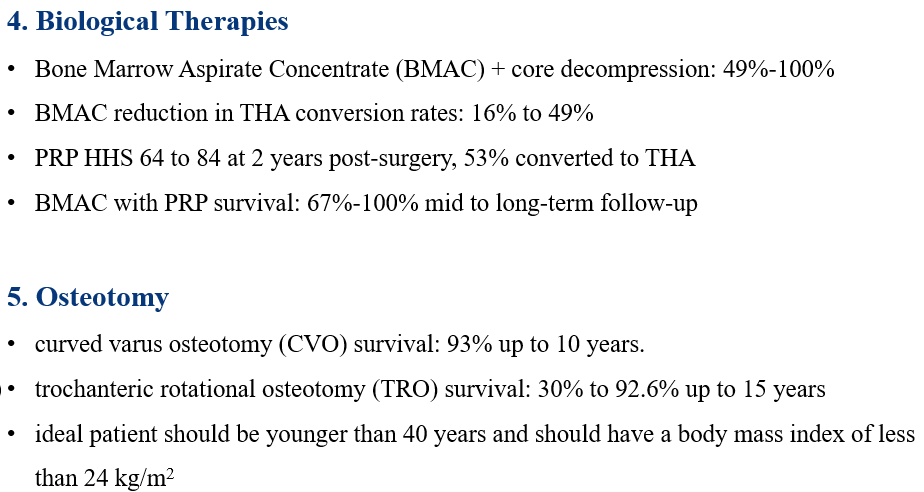 4. Biological Therapies
• Bone Marrow Aspirate Concentrate (BMAC) + core decompression: 49%-100%
• BMAC reduction in THA conversion rates: 16% to 49%
• PRP HHS 64 to 84 at 2 years post-surgery, 53% converted to THA
• BMAC with PRP survival: 67%-100% mid to long-term follow-up
5. Osteotomy
• curved varus osteotomy (CVO) survival: 93% up to 10 years.
• trochanteric rotational osteotomy (TRO) survival: 30% to 92.6% up to 15 years
• ideal patient should be younger than 40 years and should have a body mass index of less
than 24 kg/m²